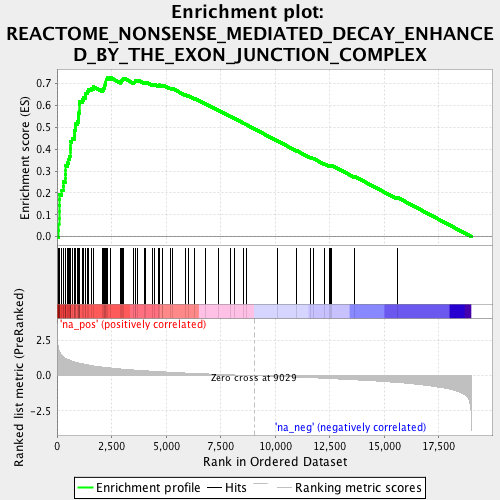 Enrichment plot:
REACTOME_NONSENSE_MEDIATED_DECAY_ENHANCE
D_BY_THE_EXON_JUNCTION_COMPLEX
Enrichment score (ES)
0.7
0.6
0.5
0.4
0.3
0.2
0.1
0.0
'na_pos' (positively correlated)
Ranked list metric (PreRanked)
2.5
0.0
-2.5
Zero cross at 9029
'na_neg' (negatively correlated)
0 2,500 5,000 7,500 10,000 12,500 15,000 17,500
Rank in Ordered Dataset
Enrichment profile Hits Ranking metric scores